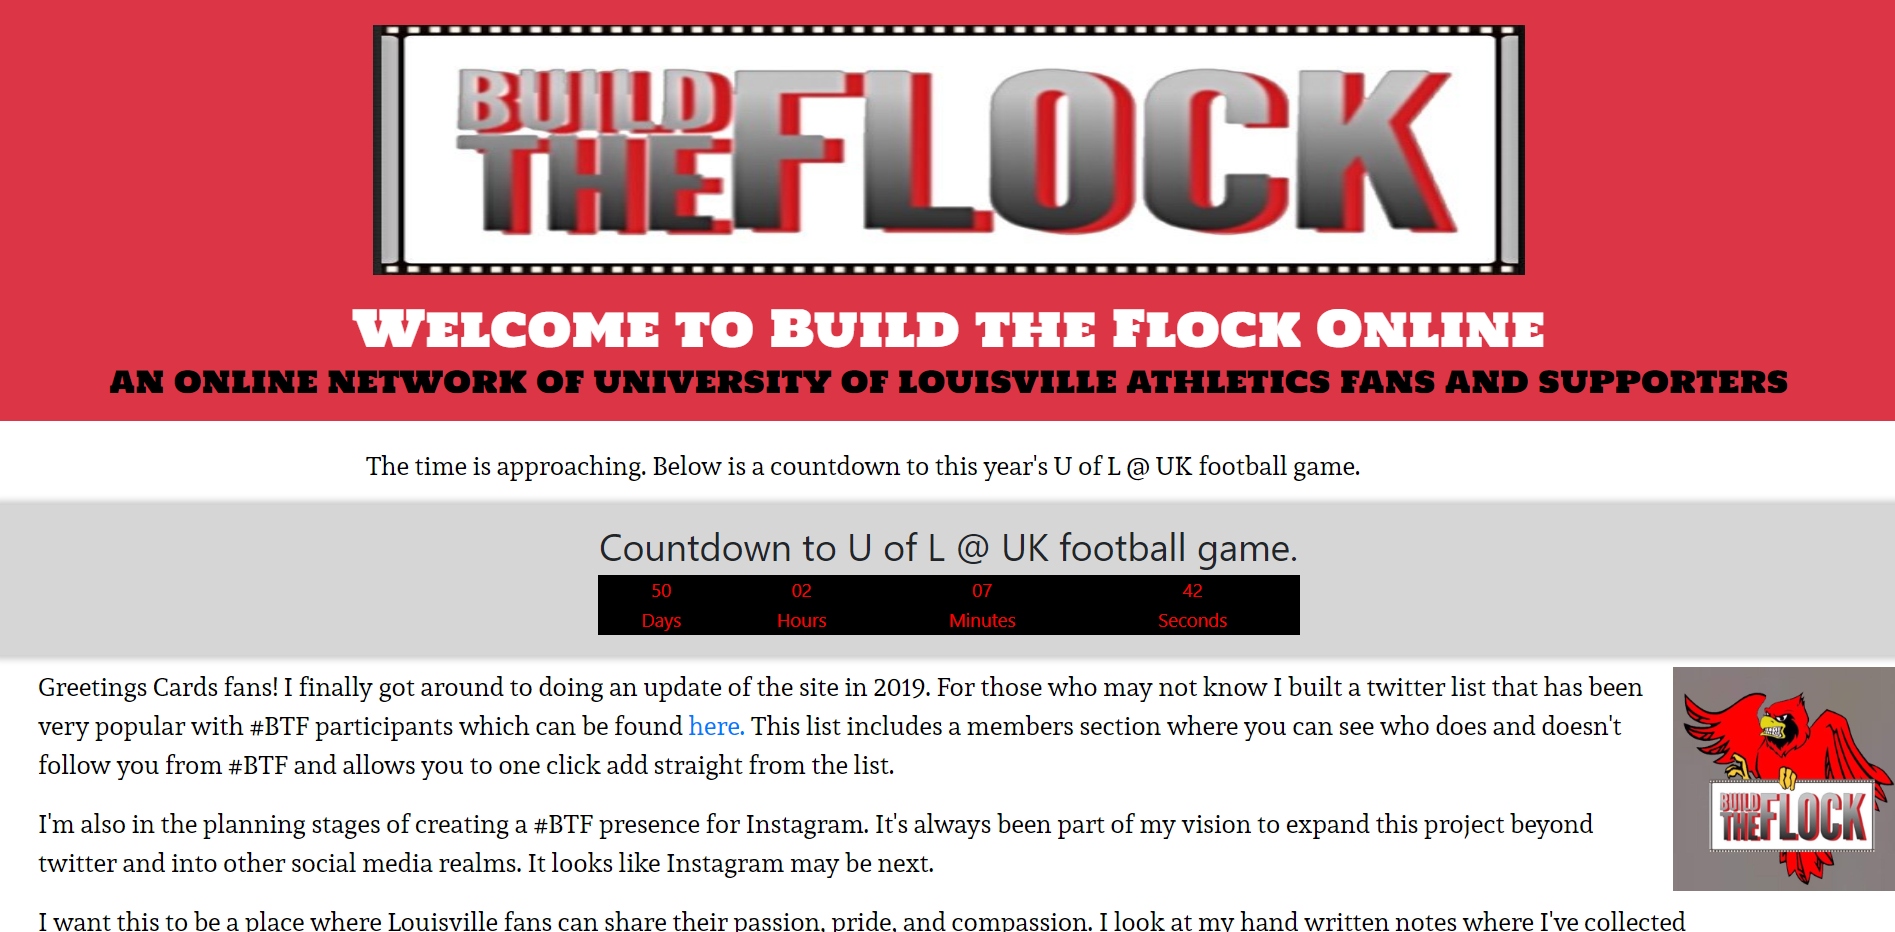 BUILD
THE FLOCK
Welcome to Build the Flock Online
an online network of University of Louisville Athletics fans and supporters
The time is approaching. Below is a countdown to this year's U of L @ UK football game.
Countdown to U of L @ UK football game.
50 02 07 42
Days Hours Minutes Seconds
Greetings Cards fans! I finally got around to doing an update of the site in 2019. For those who may not know I built a twitter list that has been
very popular with #BTF participants which can be found here. This list includes a members section where you can see who does and doesn't
follow you from #BTF and allows you to one click add straight from the list.
BUILD
THE FLOCK
I'm also in the planning stages of creating a #BTF presence for Instagram. It's always been part of my vision to expand this project beyond
twitter and into other social media realms. It looks like Instagram may be next.
I want this to be a place where Louisville fans can share their passion, pride, and compassion. I look at my hand written notes where I've collected